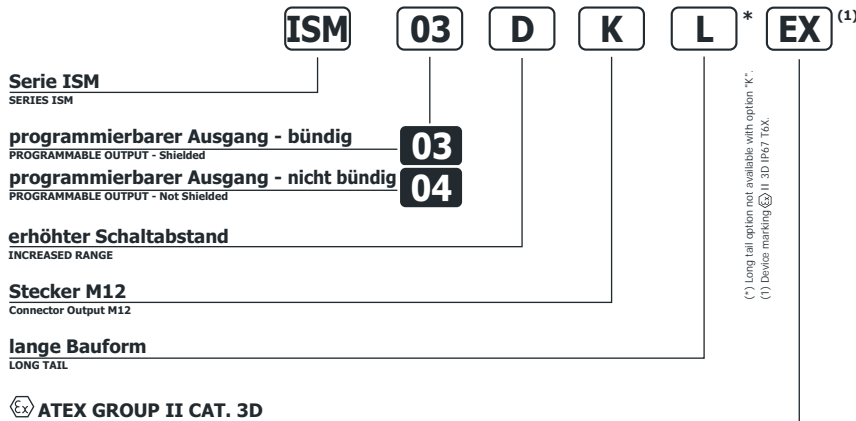 ISM 03 D K L * EX (1)
Serie ISM
SERIES ISM
programmierbarer Ausgang - bündig
PROGRAMMABLE OUTPUT - Shielded
03
programmierbarer Ausgang - nicht bündig
PROGRAMMABLE OUTPUT - Not Shielded
04
erhöhter Schaltabstand
INCREASED RANGE
Stecker M12
Connector Output M12
lange Bauform
LONG TAIL
Ex ATEX GROUP II CAT. 3D
(*) Long tail option not available with option "K".
(1) Device marking Ex II 3D IP67 T6X.